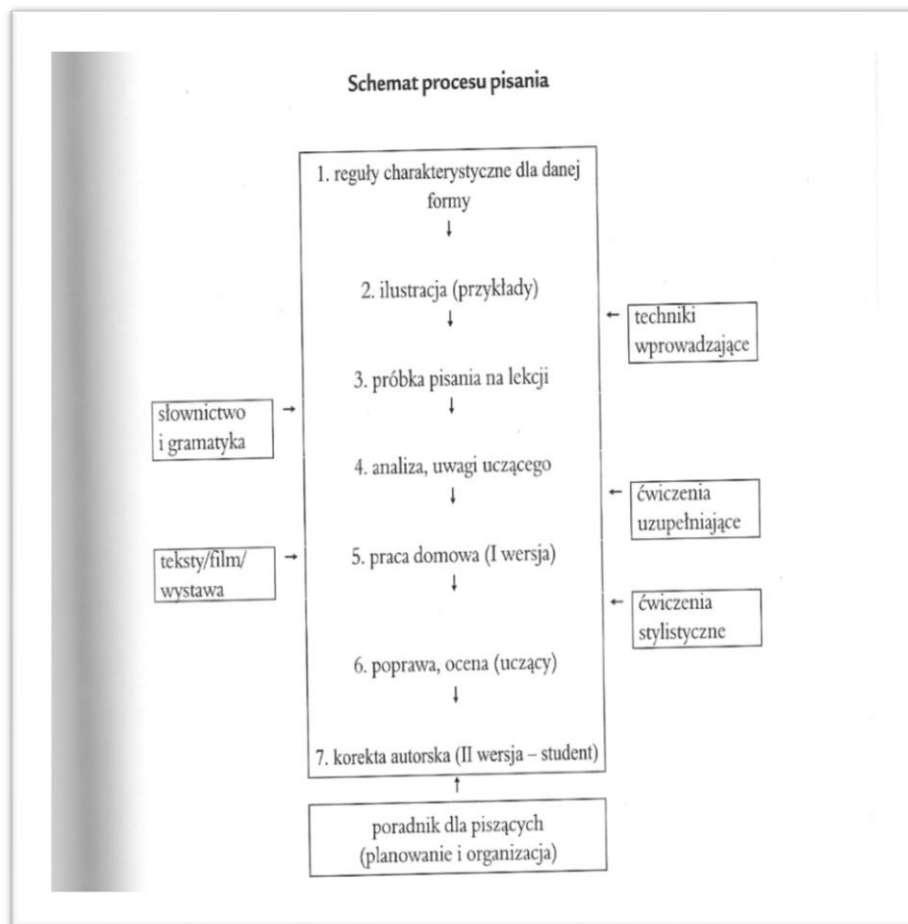 Schemat procesu pisania
1. reguły charakterystyczne dla danej
formy
↓
2. ilustracja (przykłady)
↓
← techniki
wprowadzające
3. próbka pisania na lekcji
↓
słownictwo →
i gramatyka
4. analiza, uwagi uczącego
↓
← ćwiczenia
uzupełniające
teksty/film/ →
wystawa
5. praca domowa (I wersja)
↓
← ćwiczenia
stylistyczne
6. poprawa, ocena (uczący)
↓
7. korekta autorska (II wersja – student)
↑
poradnik dla piszących
(planowanie i organizacja)